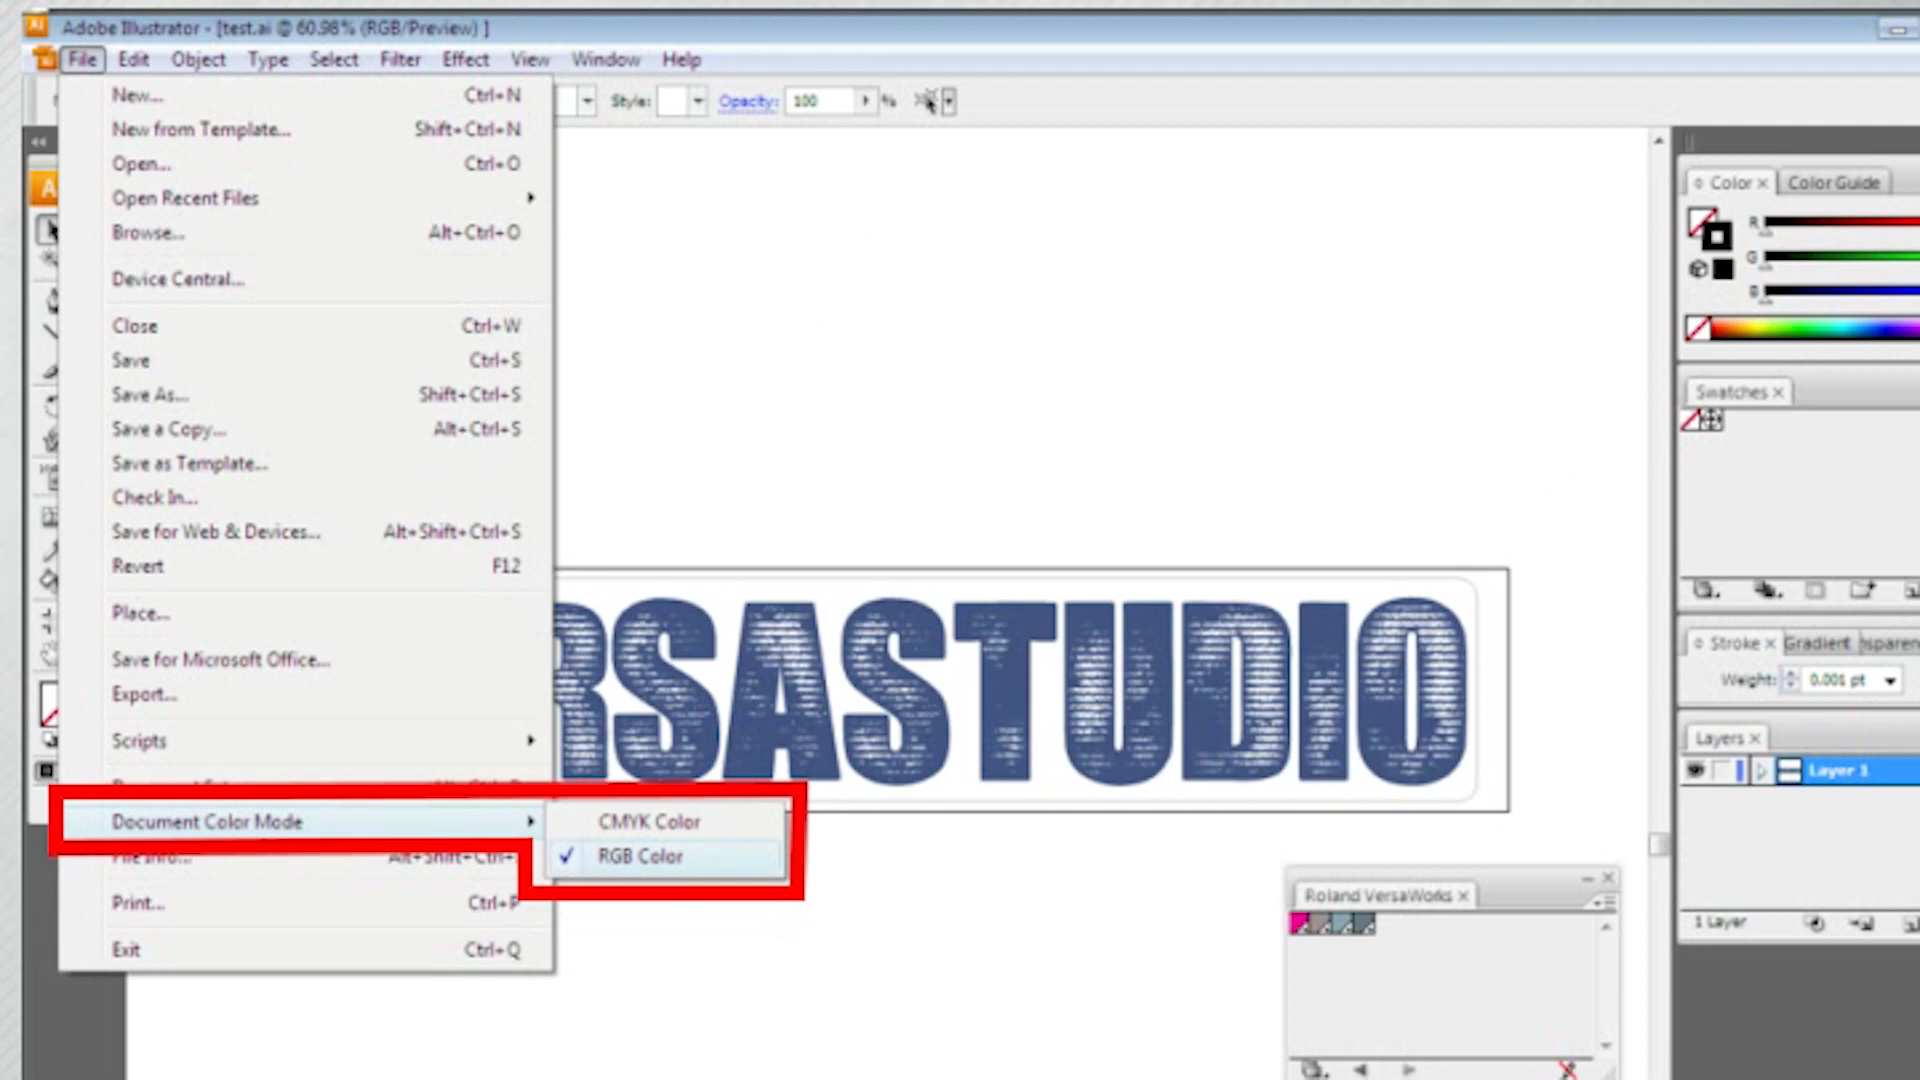 Adobe Illustrator - [test.ai @ 60.98% (RGB/Preview) ]
File Edit Object Type Select Filter Effect View Window Help
Style: Opacity: 100 %
New... Ctrl+N
New from Template... Shift+Ctrl+N
Open... Ctrl+O
Open Recent Files
Browse... Alt+Ctrl+O
Device Central...
Close Ctrl+W
Save Ctrl+S
Save As... Shift+Ctrl+S
Save a Copy... Alt+Ctrl+S
Save as Template...
Check In...
Save for Web & Devices... Alt+Shift+Ctrl+S
Revert F12
Place...
Save for Microsoft Office...
Export...
Scripts
Document Color Mode
CMYK Color
RGB Color
File Info... Alt+Shift+Ctrl+
Print... Ctrl+P
Exit Ctrl+Q
RSASTUDIO
Color Color Guide
R
G
B
Swatches
Stroke Gradient
Weight: 0.001 pt
Layers
Layer 1
1 Layer
Roland VersaWorks